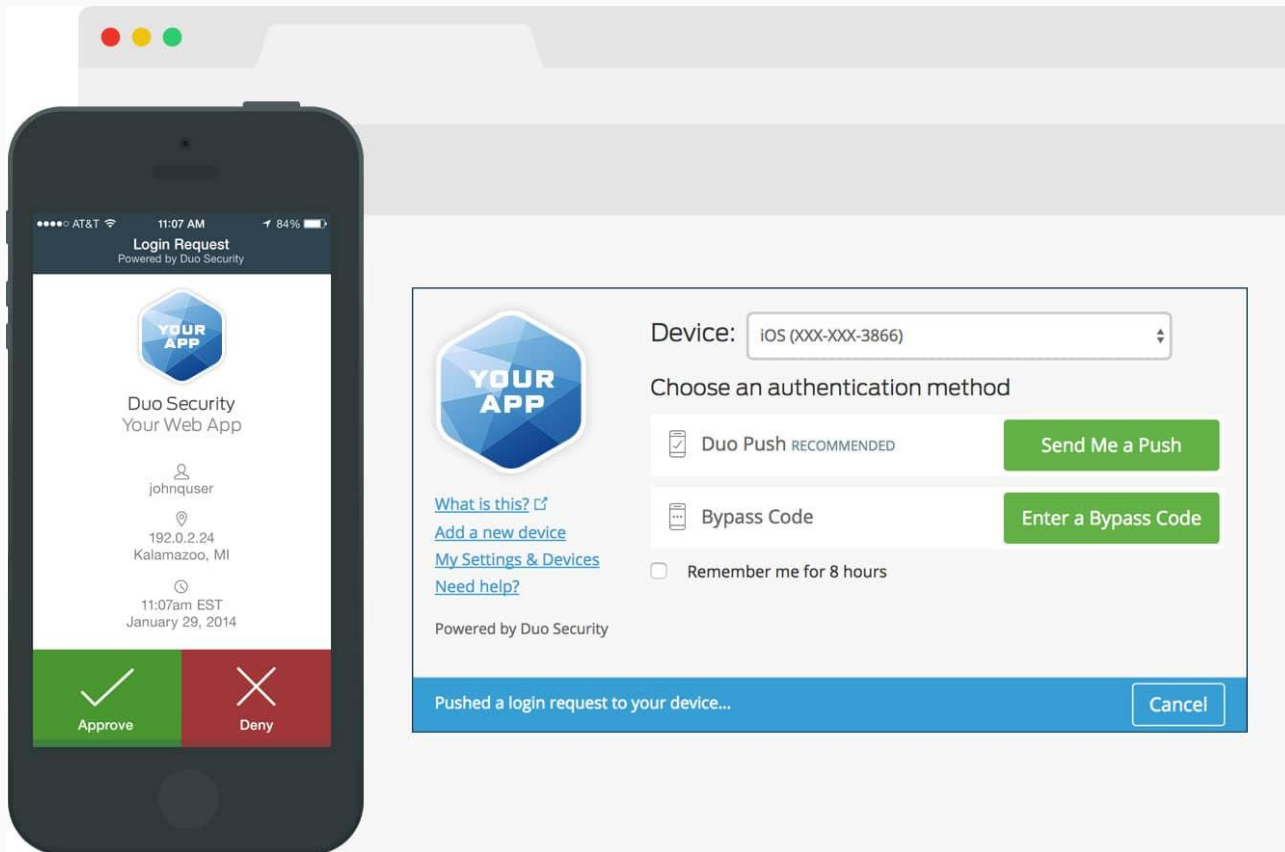 ●●●●○ AT&T 11:07 AM 84%
Login Request
Powered by Duo Security
YOUR
APP
Duo Security
Your Web App
johnquser
192.0.2.24
Kalamazoo, MI
11:07am EST
January 29, 2014
Approve Deny
YOUR
APP
What is this?
Add a new device
My Settings & Devices
Need help?
Powered by Duo Security
Device: iOS (XXX-XXX-3866)
Choose an authentication method
Duo Push RECOMMENDED Send Me a Push
Bypass Code Enter a Bypass Code
Remember me for 8 hours
Pushed a login request to your device... Cancel